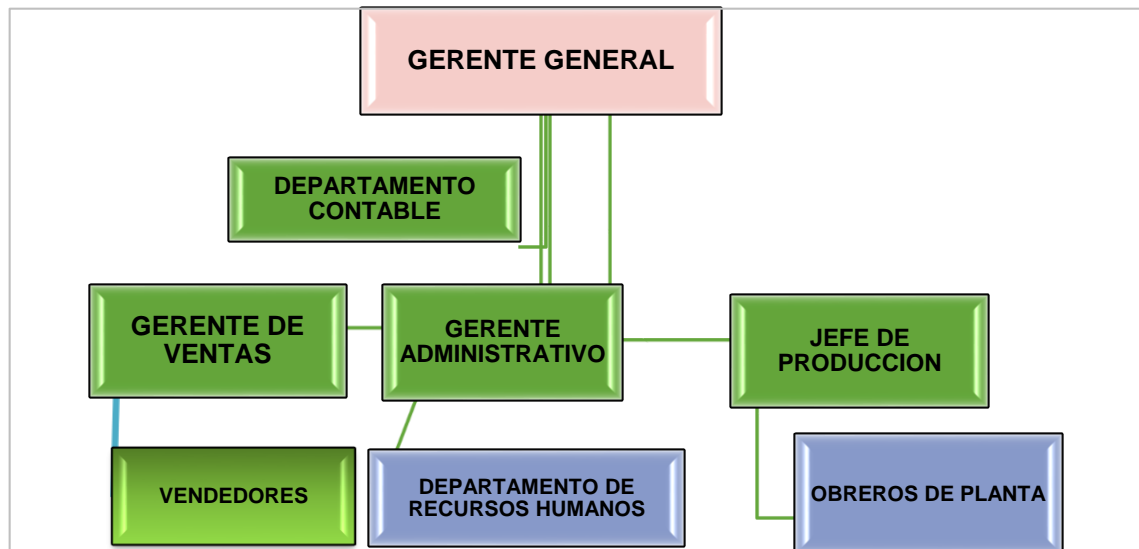 GERENTE GENERAL
DEPARTAMENTO
CONTABLE
GERENTE DE
VENTAS
GERENTE
ADMINISTRATIVO
JEFE DE
PRODUCCION
VENDEDORES
DEPARTAMENTO DE
RECURSOS HUMANOS
OBREROS DE PLANTA